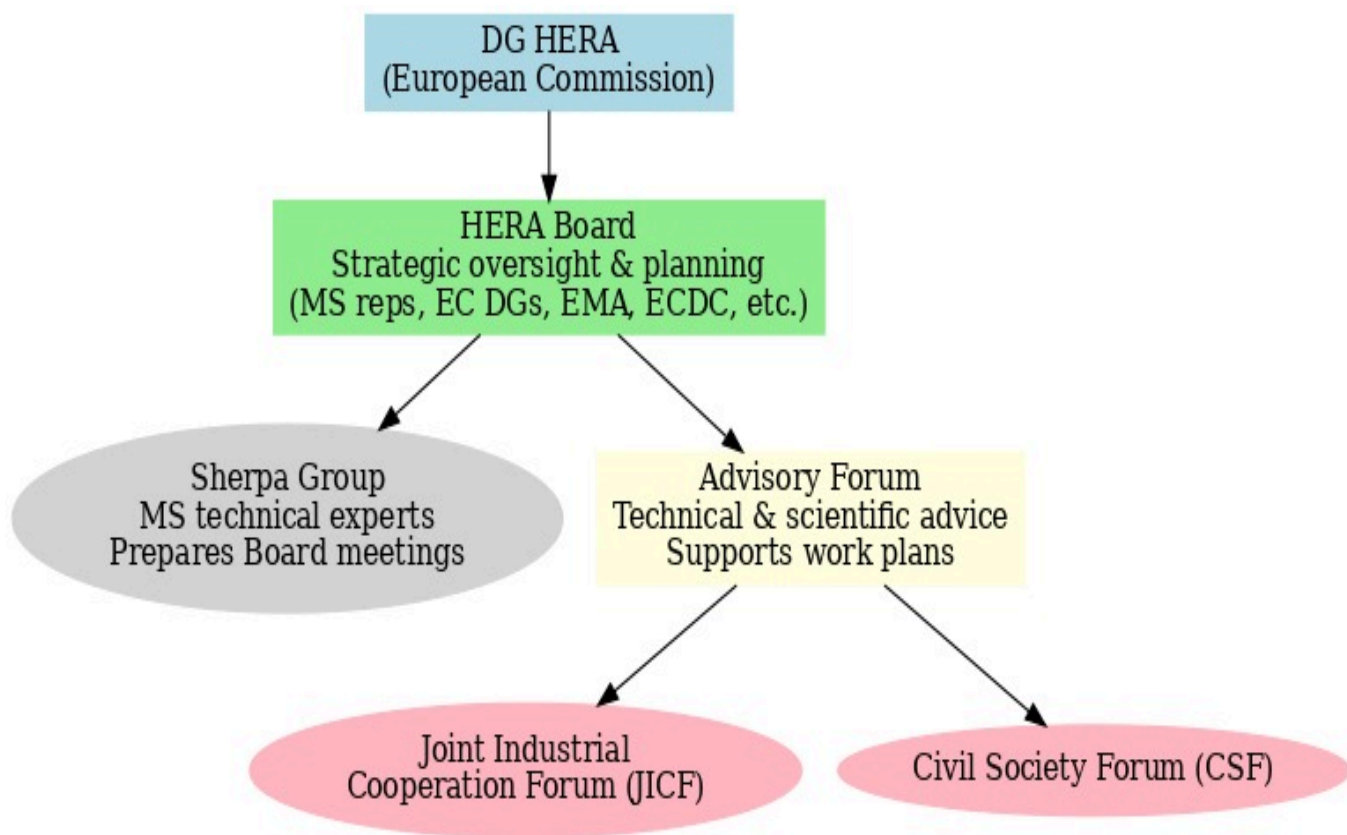 DG HERA
(European Commission)
HERA Board
Strategic oversight & planning
(MS reps, EC DGs, EMA, ECDC, etc.)
Sherpa Group
MS technical experts
Prepares Board meetings
Advisory Forum
Technical & scientific advice
Supports work plans
Joint Industrial
Cooperation Forum (JICF)
Civil Society Forum (CSF)